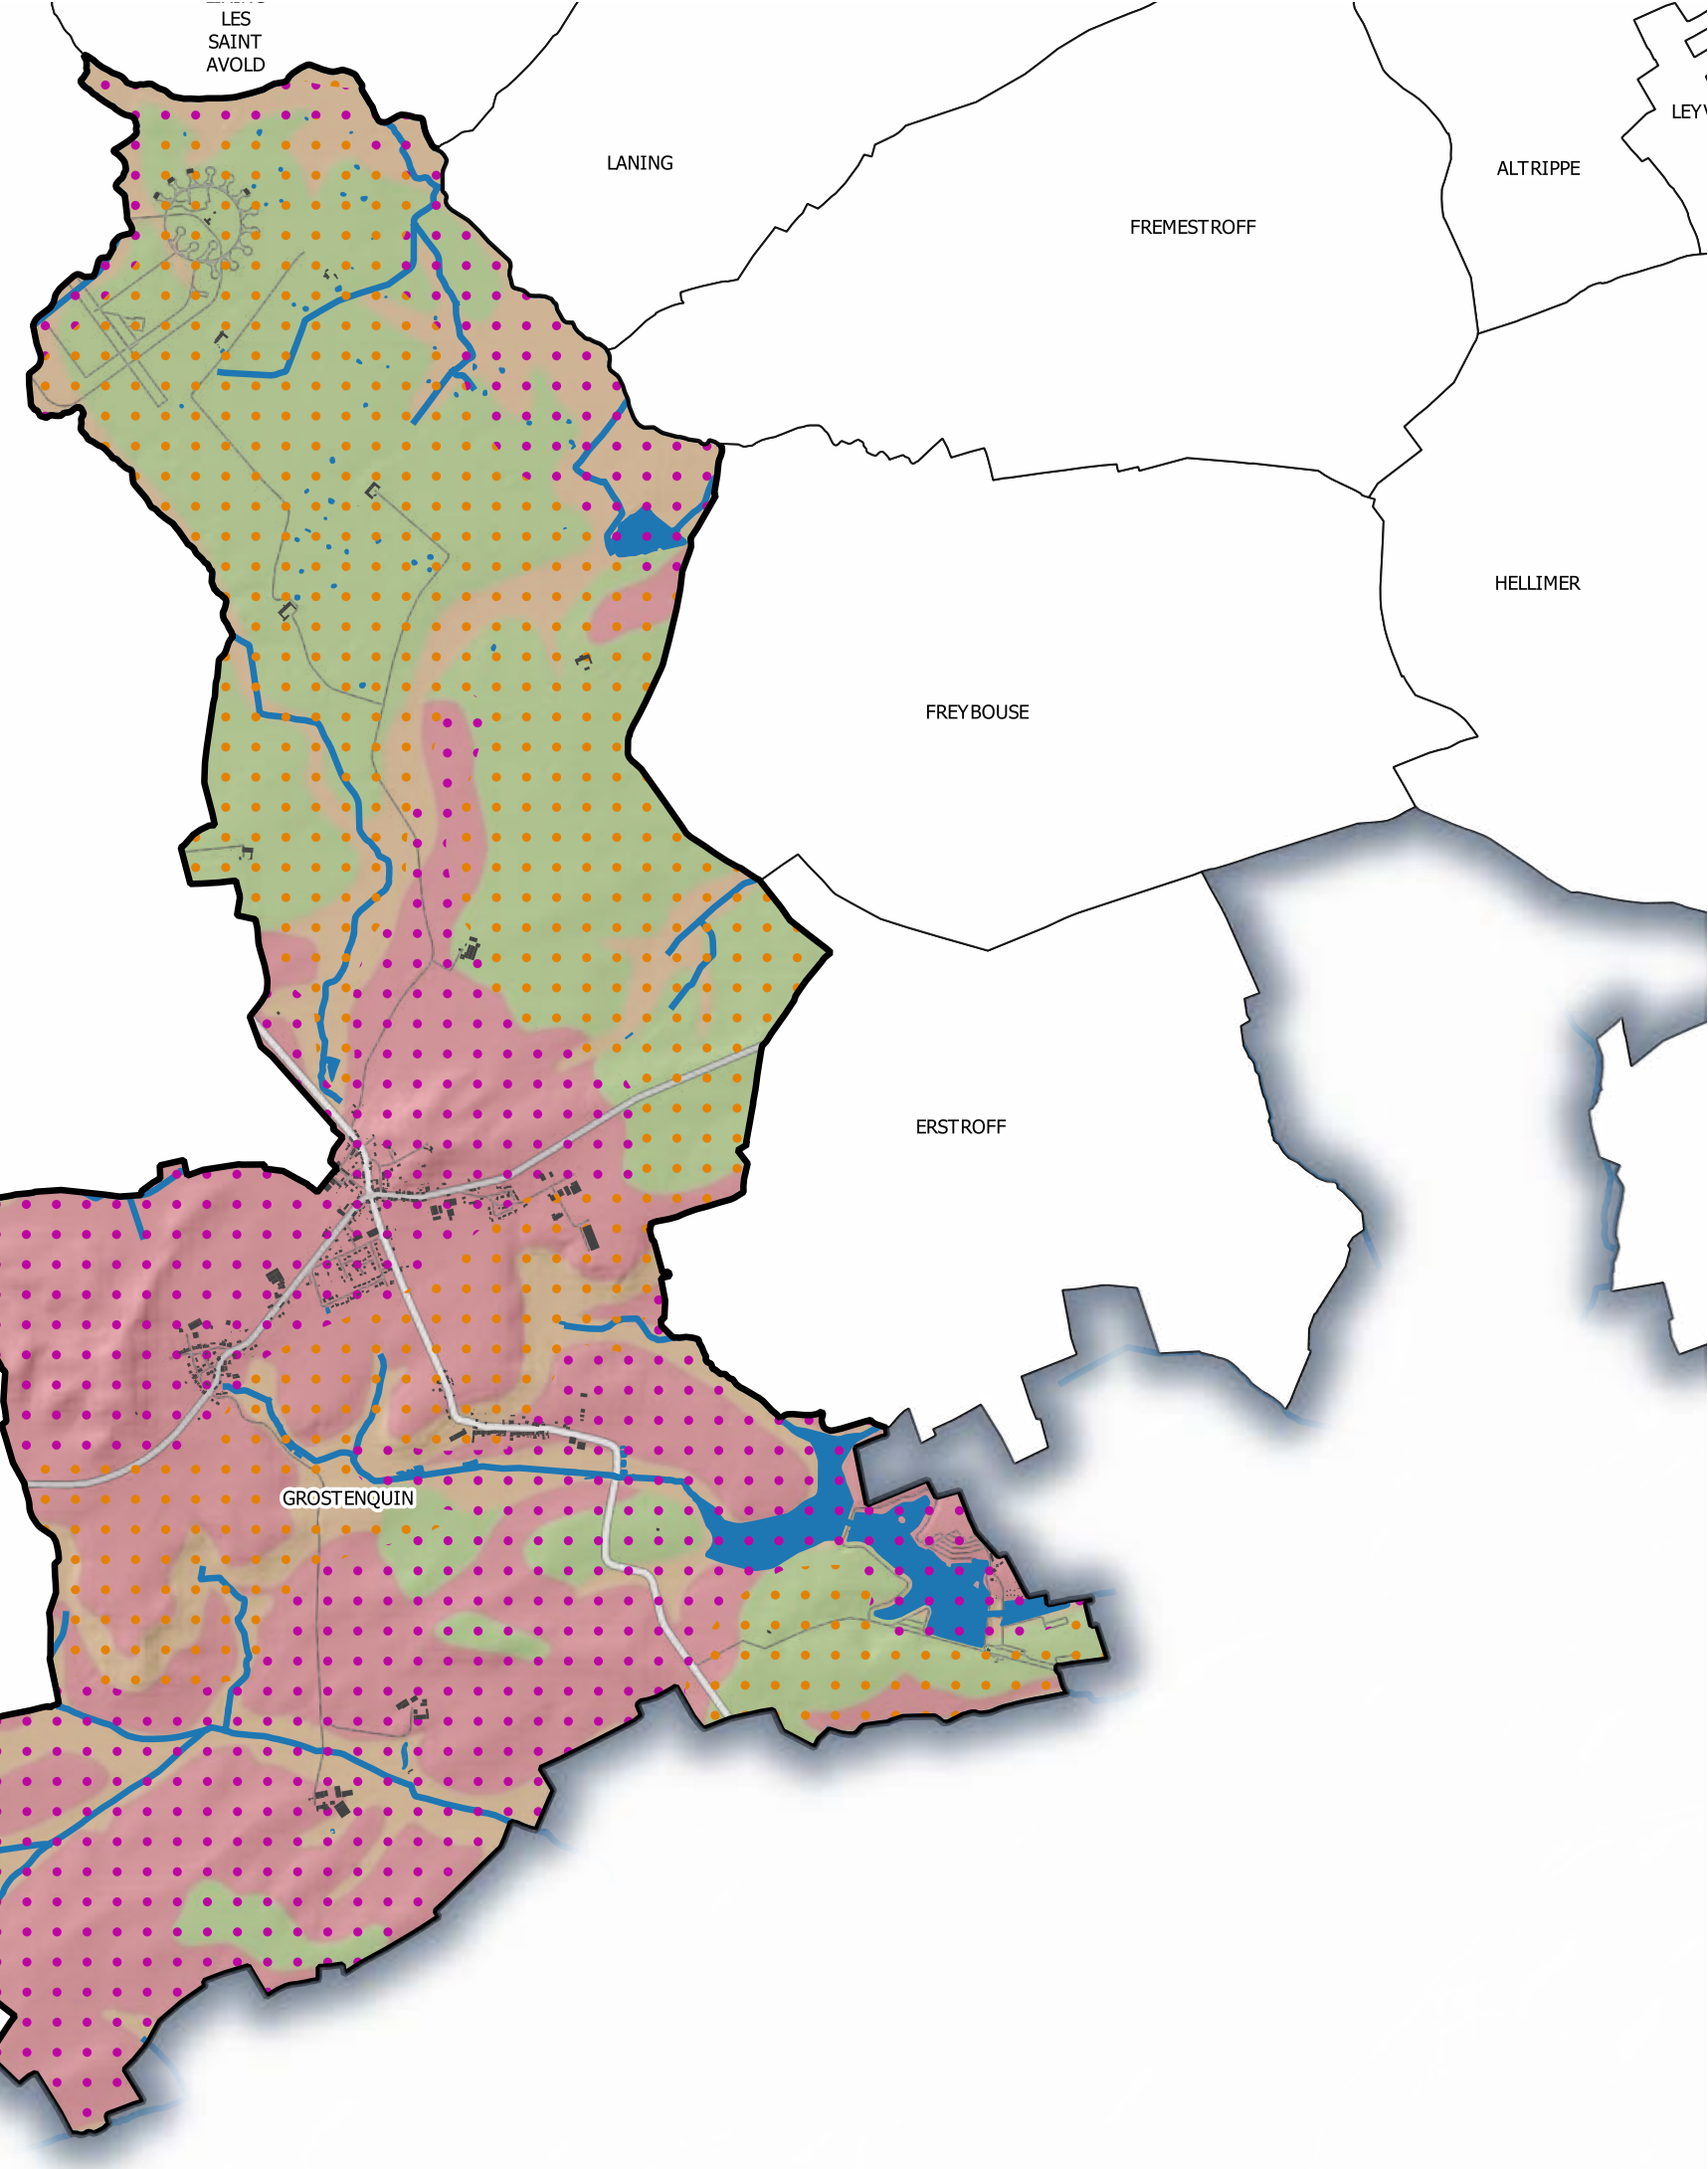 LES
SAINT
AVOLD
LANING
ALTRIPPE
FREMESTROFF
HELLIMER
FREYBOUSE
ERSTROFF
GROSTENQUIN